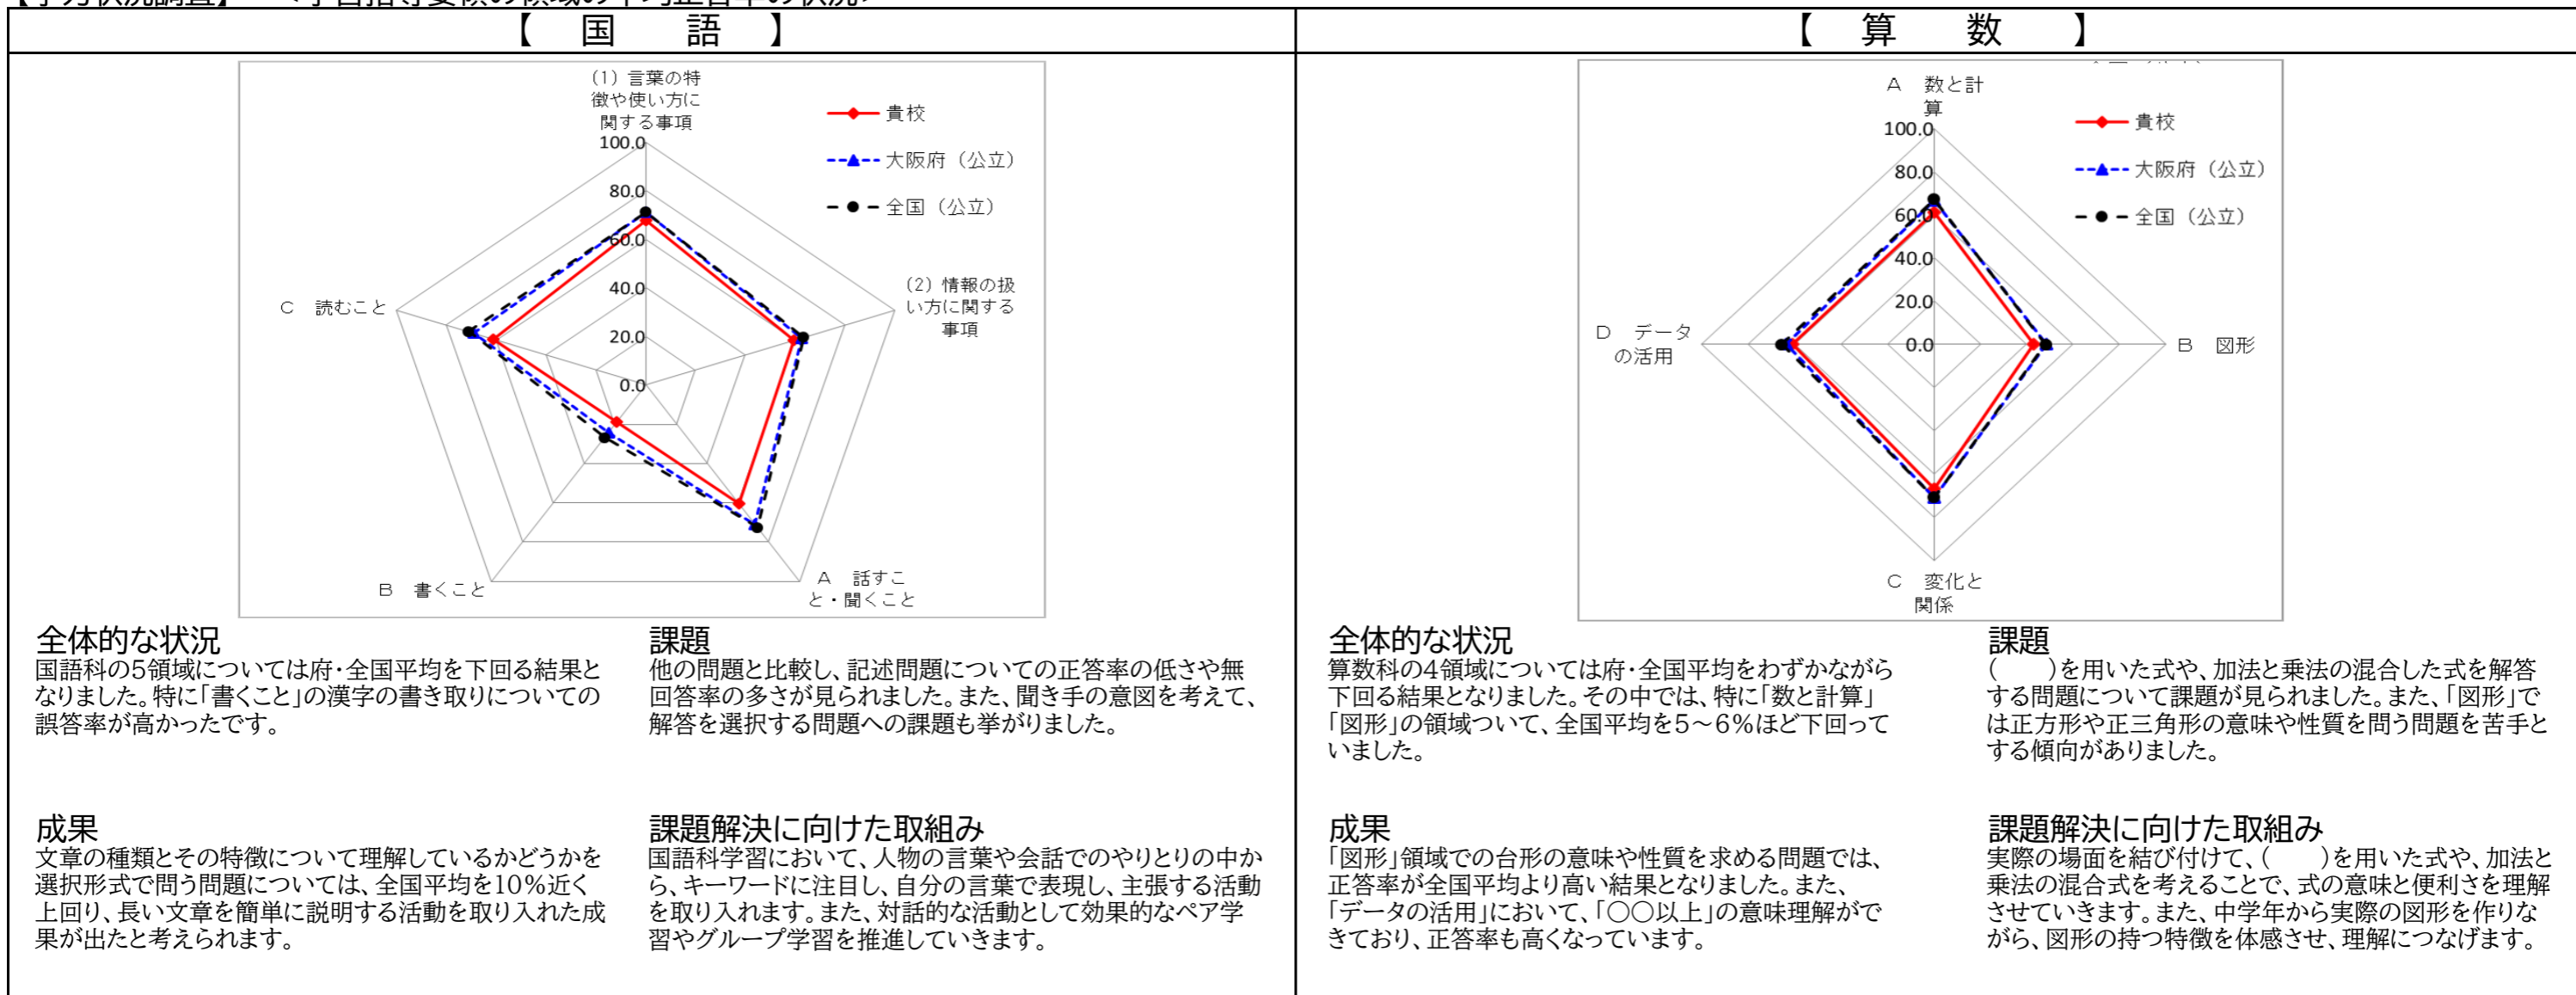 【 国 語 】
(1) 言葉の特
徴や使い方に
関する事項
100.0
80.0
60.0
40.0
20.0
0.0
貴校
大阪府（公立）
全国（公立）
(2) 情報の扱
い方に関する
事項
A 話すこ
と・聞くこと
B 書くこと
C 読むこと
全体的な状況
国語科の5領域については府・全国平均を下回る結果と
なりました。特に「書くこと」の漢字の書き取りについての
誤答率が高かったです。
課題
他の問題と比較し、記述問題についての正答率の低さや無
回答率の多さが見られました。また、聞き手の意図を考えて、
解答を選択する問題への課題も挙がりました。
成果
文章の種類とその特徴について理解しているかどうかを
選択形式で問う問題については、全国平均を10%近く
上回り、長い文章を簡単に説明する活動を取り入れた成
果が出たと考えられます。
課題解決に向けた取組み
国語科学習において、人物の言葉や会話でのやりとりの中か
ら、キーワードに注目し、自分の言葉で表現し、主張する活動
を取り入れます。また、対話的な活動として効果的なペア学
習やグループ学習を推進していきます。
【 算 数 】
A 数と計
算
100.0
80.0
60.0
40.0
20.0
0.0
貴校
大阪府（公立）
全国（公立）
B 図形
C 変化と
関係
D データ
の活用
全体的な状況
算数科の4領域については府・全国平均をわずかながら
下回る結果となりました。その中では、特に「数と計算」
「図形」の領域ついて、全国平均を5～6%ほど下回って
いました。
課題
(　　)を用いた式や、加法と乗法の混合した式を解答
する問題について課題が見られました。また、「図形」で
は正方形や正三角形の意味や性質を問う問題を苦手と
する傾向がありました。
成果
「図形」領域での台形の意味や性質を求める問題では、
正答率が全国平均より高い結果となりました。また、
「データの活用」において、「〇〇以上」の意味理解がで
きており、正答率も高くなっています。
課題解決に向けた取組み
実際の場面を結び付けて、(　　)を用いた式や、加法と
乗法の混合式を考えることで、式の意味と便利さを理解
させていきます。また、中学年から実際の図形を作りな
がら、図形の持つ特徴を体感させ、理解につなげます。